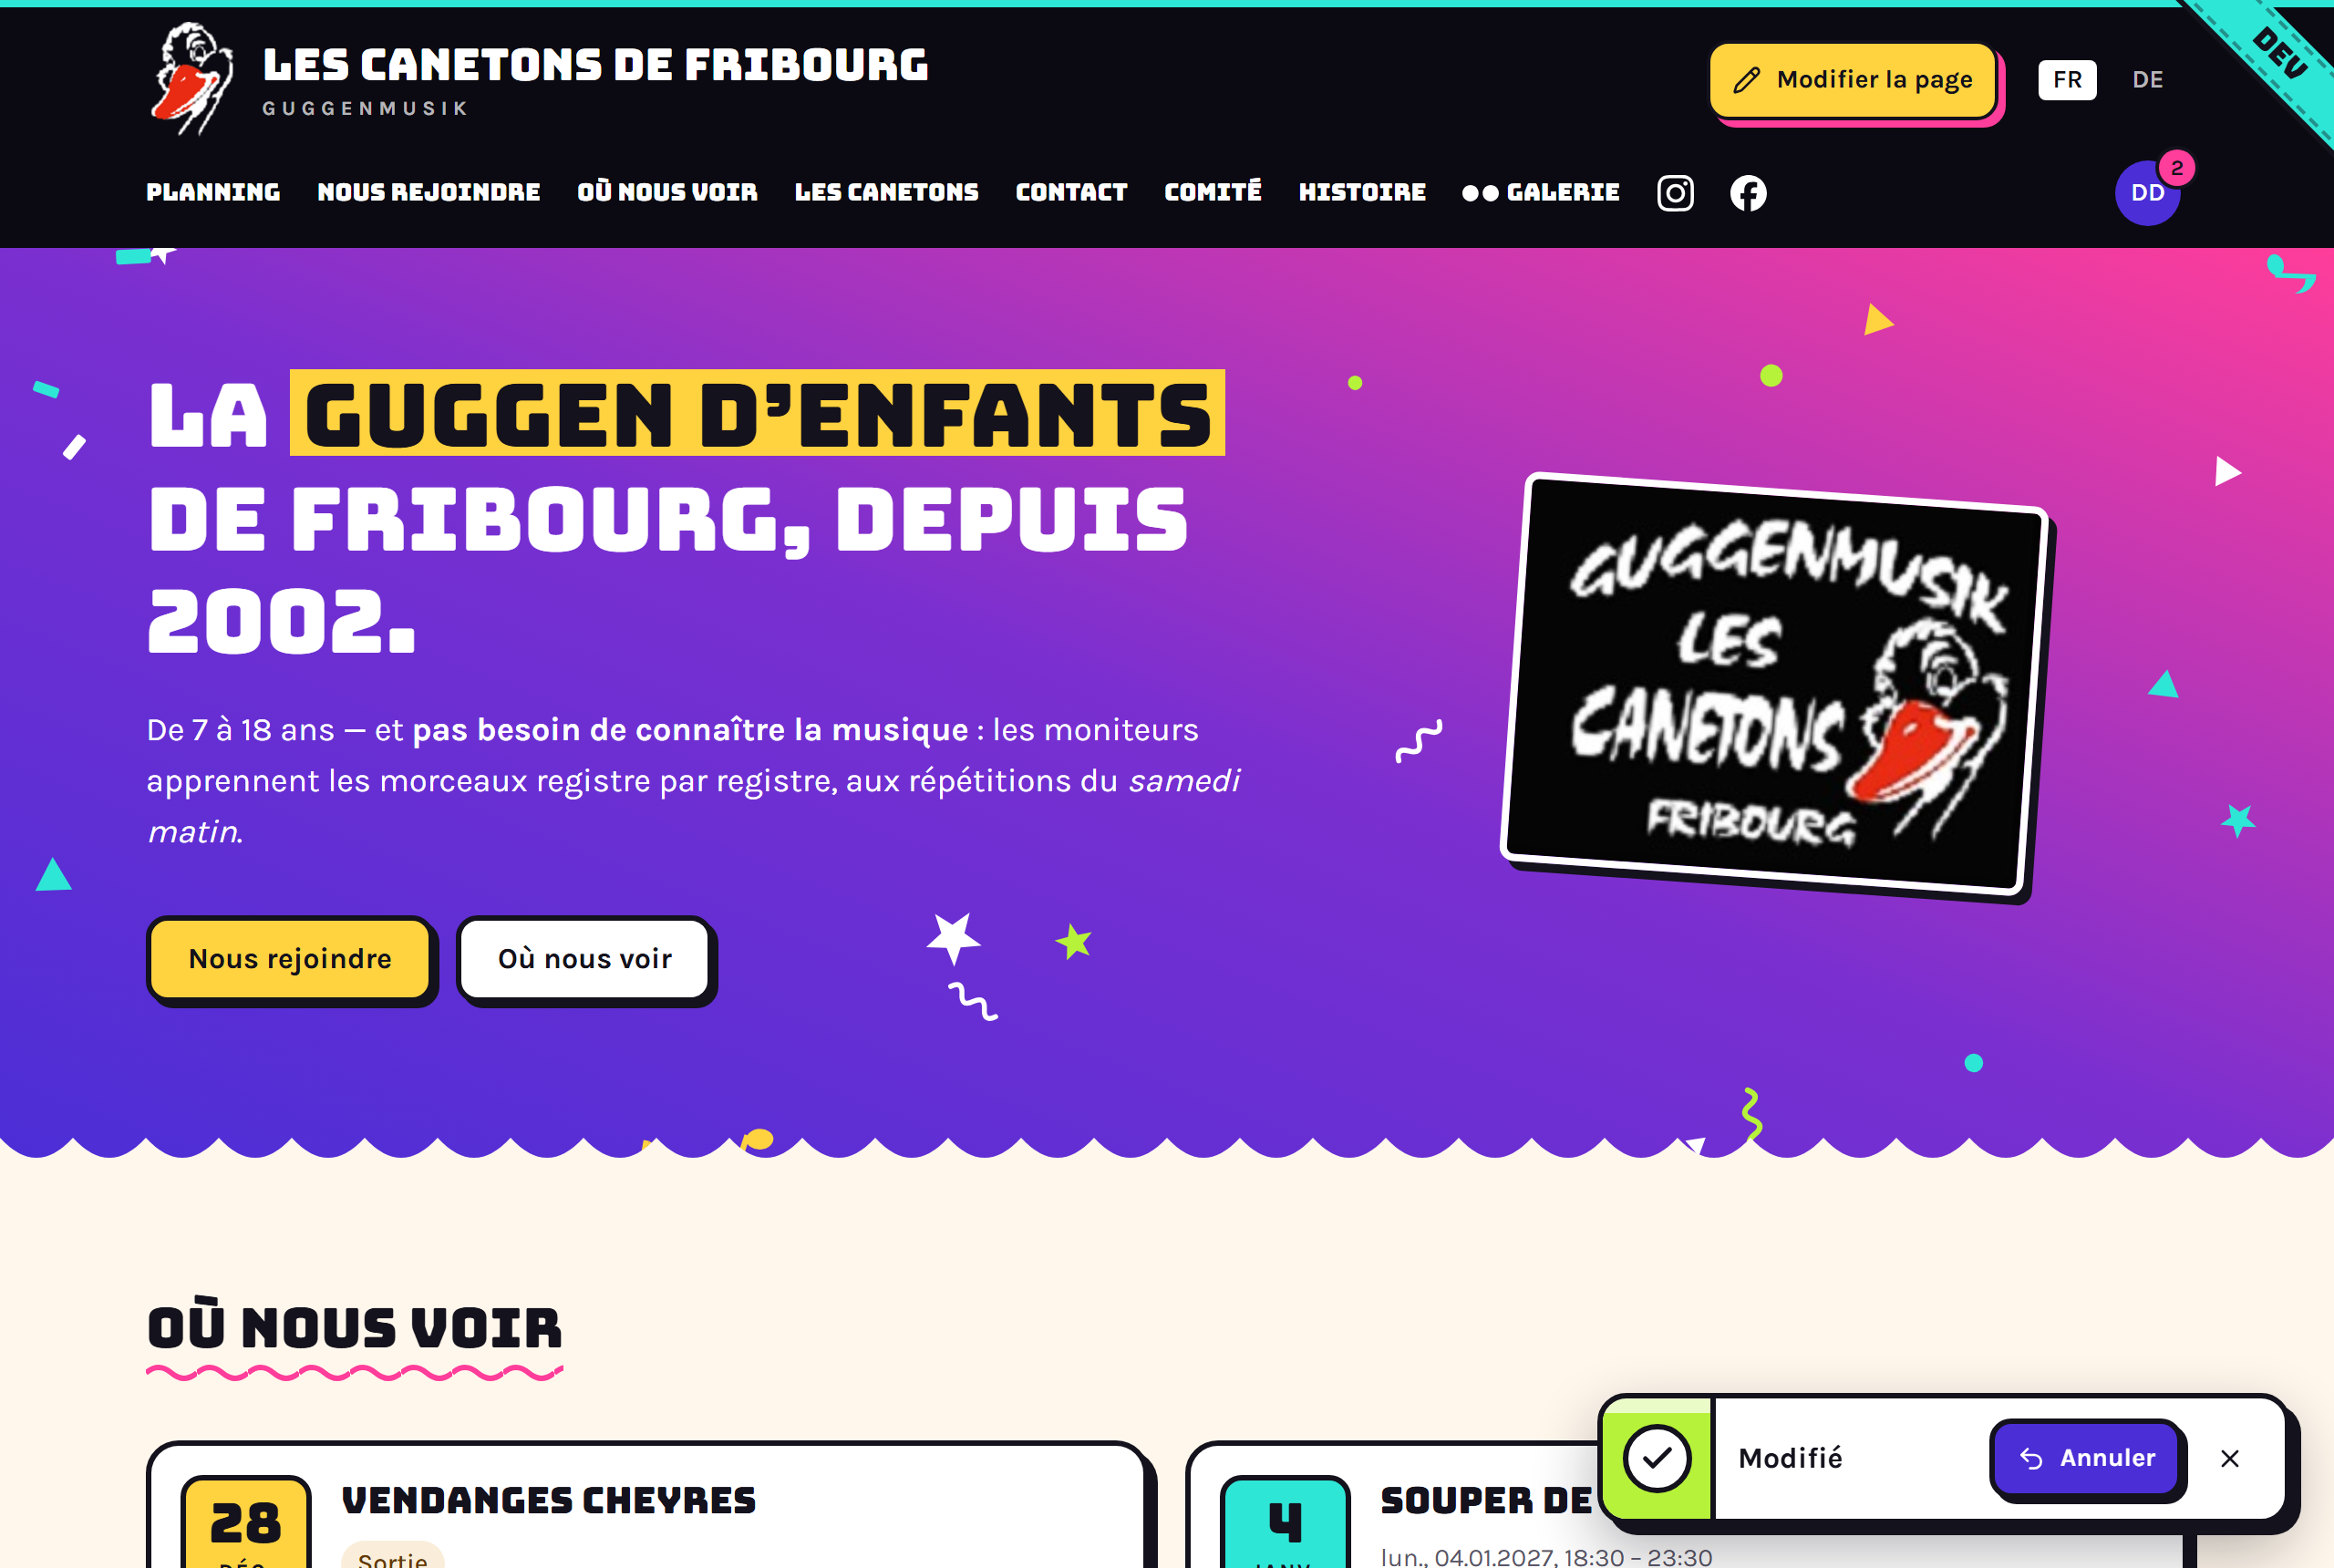 LES CANETONS DE FRIBOURG
GUGGENMUSIK
Modifier la page
FR
DE
DEV
PLANNING
NOUS REJOINDRE
OÙ NOUS VOIR
LES CANETONS
CONTACT
COMITÉ
HISTOIRE
GALERIE
DD
2
LA GUGGEN D’ENFANTS
DE FRIBOURG, DEPUIS
2002.
De 7 à 18 ans — et pas besoin de connaître la musique : les moniteurs
apprennent les morceaux registre par registre, aux répétitions du samedi
matin.
Nous rejoindre
Où nous voir
GUGGENMUSIK
LES
CANETONS
FRIBOURG
OÙ NOUS VOIR
28
DÉC
VENDANGES CHEYRES
Sortie
4
JANV
SOUPER DE
lun., 04.01.2027, 18:30 – 23:30
Modifié
Annuler